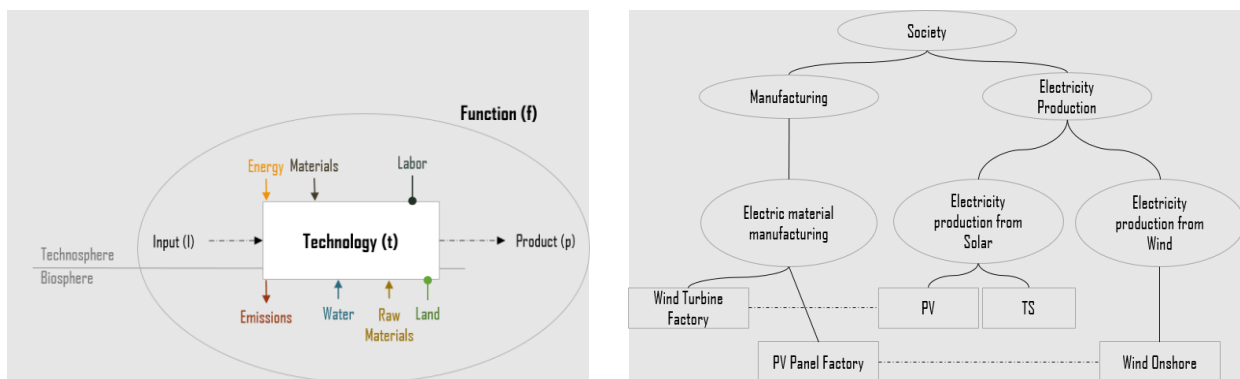 Function (f)
Energy
Materials
Labor
Input (I)
Technology (t)
Product (p)
Technosphere
Biosphere
Emissions
Water
Raw
Materials
Land
Society
Manufacturing
Electricity
Production
Electric material
manufacturing
Electricity
production from
Solar
Electricity
production from
Wind
Wind Turbine
Factory
PV
TS
PV Panel Factory
Wind Onshore